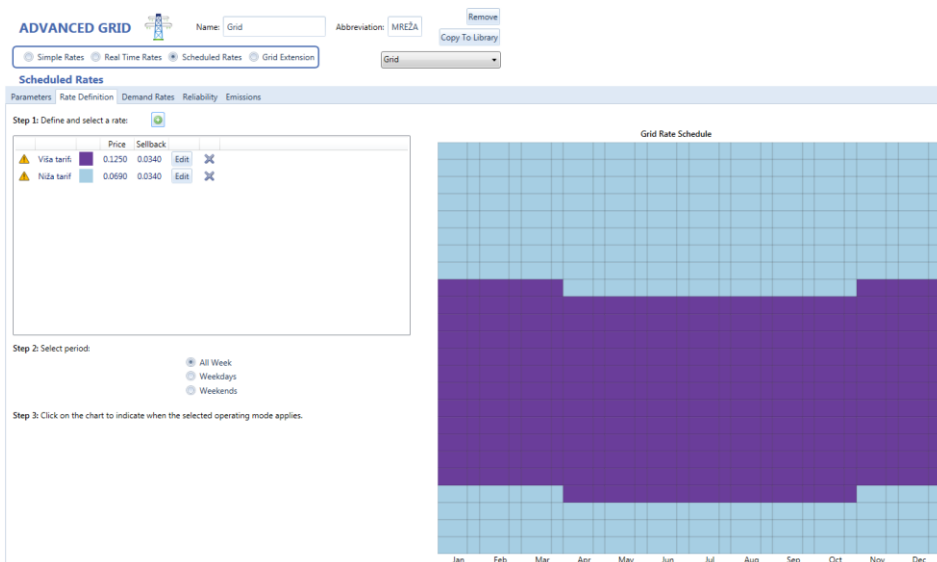 ADVANCED GRID
Name: Grid
Abbreviation: MREŽA
Remove
Copy To Library
Simple Rates Real Time Rates Scheduled Rates Grid Extension
Grid
Scheduled Rates
Parameters Rate Definition Demand Rates Reliability Emissions
Step 1: Define and select a rate:
Price Sellback
Viša tarifa 0.1250 0.0340 Edit
Niža tarif 0.0690 0.0340 Edit
Step 2: Select period:
All Week
Weekdays
Weekends
Step 3: Click on the chart to indicate when the selected operating mode applies.
Grid Rate Schedule
Jan Feb Mar Apr May Jun Jul Aug Sep Oct Nov Dec